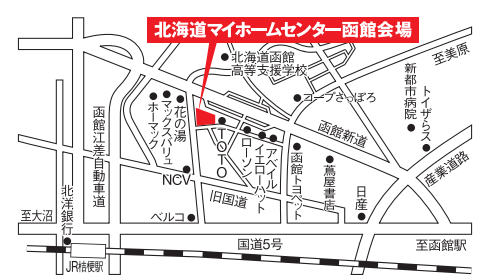 北海道マイホームセンター函館会場
北海道函館
高等支援学校
至美原
コープさっぽろ
新都市病院
トイザらス
花の湯
マックスバリュ
ホーマック
函館江差自動車道
TOTO
ローソン
イエローハット
アベイル
函館新道
函館トヨペット
蔦屋書店
日産
産業道路
NCV
旧国道
ベルコ
至大沼
北洋銀行
国道5号
至函館駅
JR桔梗駅